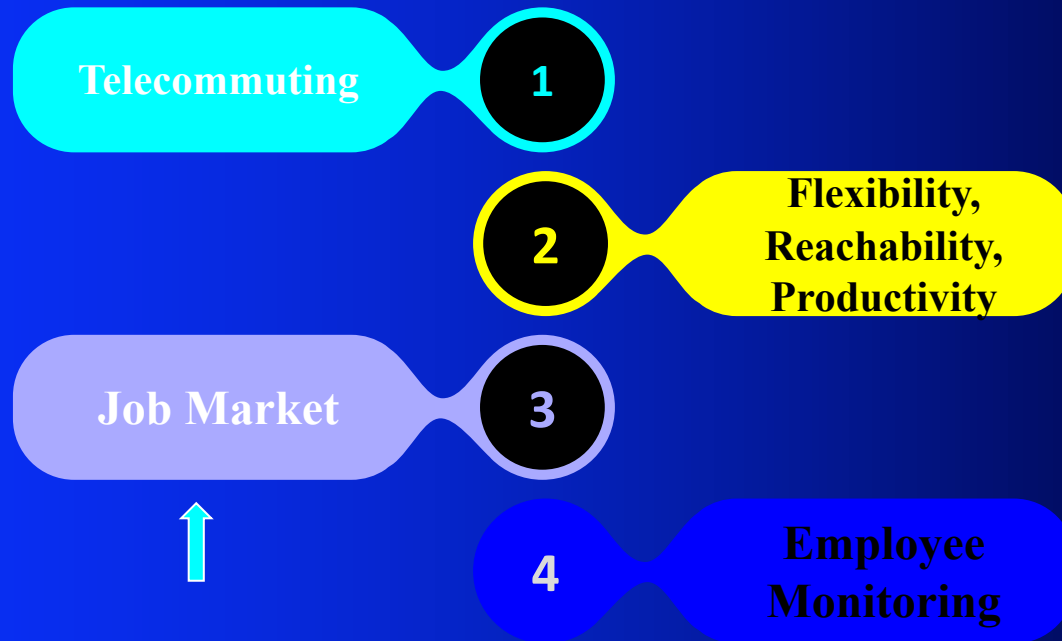 Telecommuting
1
2
Flexibility,
Reachability,
Productivity
Job Market
3
4
Employee
Monitoring